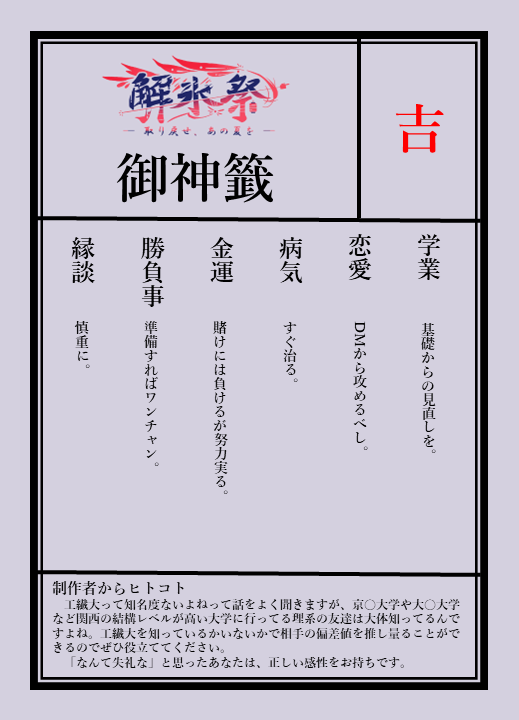 解氷祭
取り戻せ、あの夏を
御神籤
吉
学業
基礎からの見直しを。
恋愛
DMから攻めるべし。
病気
すぐ治る。
金運
賭けには負けるが努力実る。
勝負事
準備すればワンチャン。
縁談
慎重に。
制作者からヒトコト
工繊大って知名度ないよねって話をよく聞きますが、京〇大学や大〇大学
など関西の結構レベルが高い大学に行ってる理系の友達は大体知ってるんで
すよね。工繊大を知っているかいないかで相手の偏差値を推し量ることがで
きるのでぜひ役立ててください。
「なんて失礼な」と思ったあなたは、正しい感性をお持ちです。